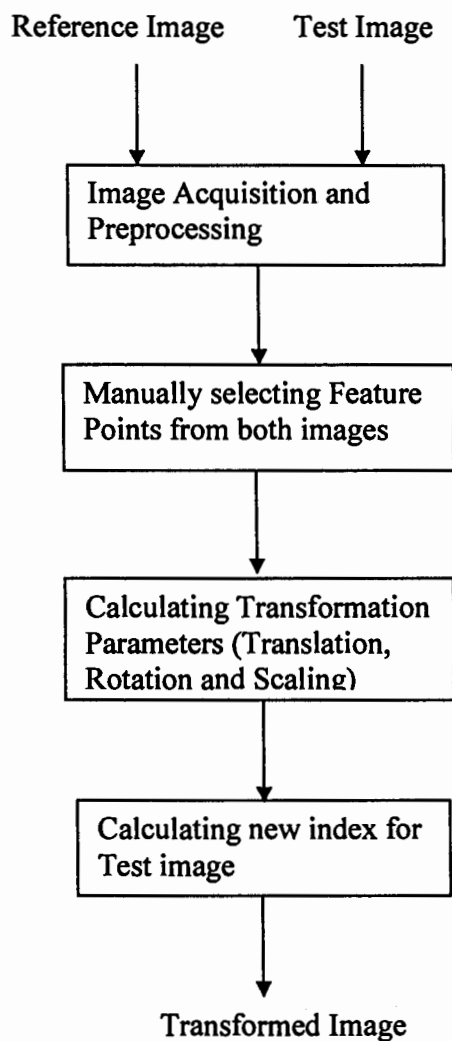 Reference Image Test Image
Image Acquisition and
Preprocessing
Manually selecting Feature
Points from both images
Calculating Transformation
Parameters (Translation,
Rotation and Scaling)
Calculating new index for
Test image
Transformed Image